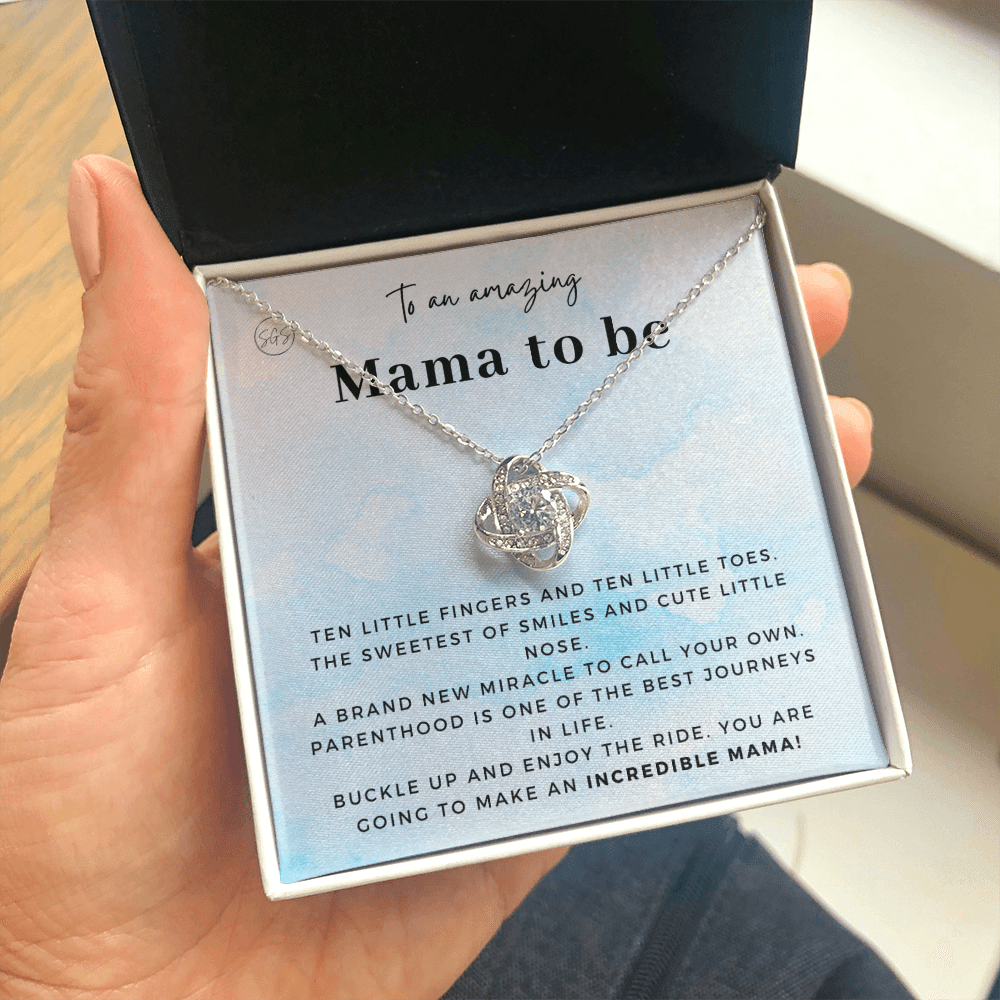 To an amazing
SGS
Mama to be
TEN LITTLE FINGERS AND TEN LITTLE TOES.
THE SWEETEST OF SMILES AND CUTE LITTLE
NOSE.
A BRAND NEW MIRACLE TO CALL YOUR OWN.
PARENTHOOD IS ONE OF THE BEST JOURNEYS
IN LIFE.
BUCKLE UP AND ENJOY THE RIDE. YOU ARE
GOING TO MAKE AN INCREDIBLE MAMA!